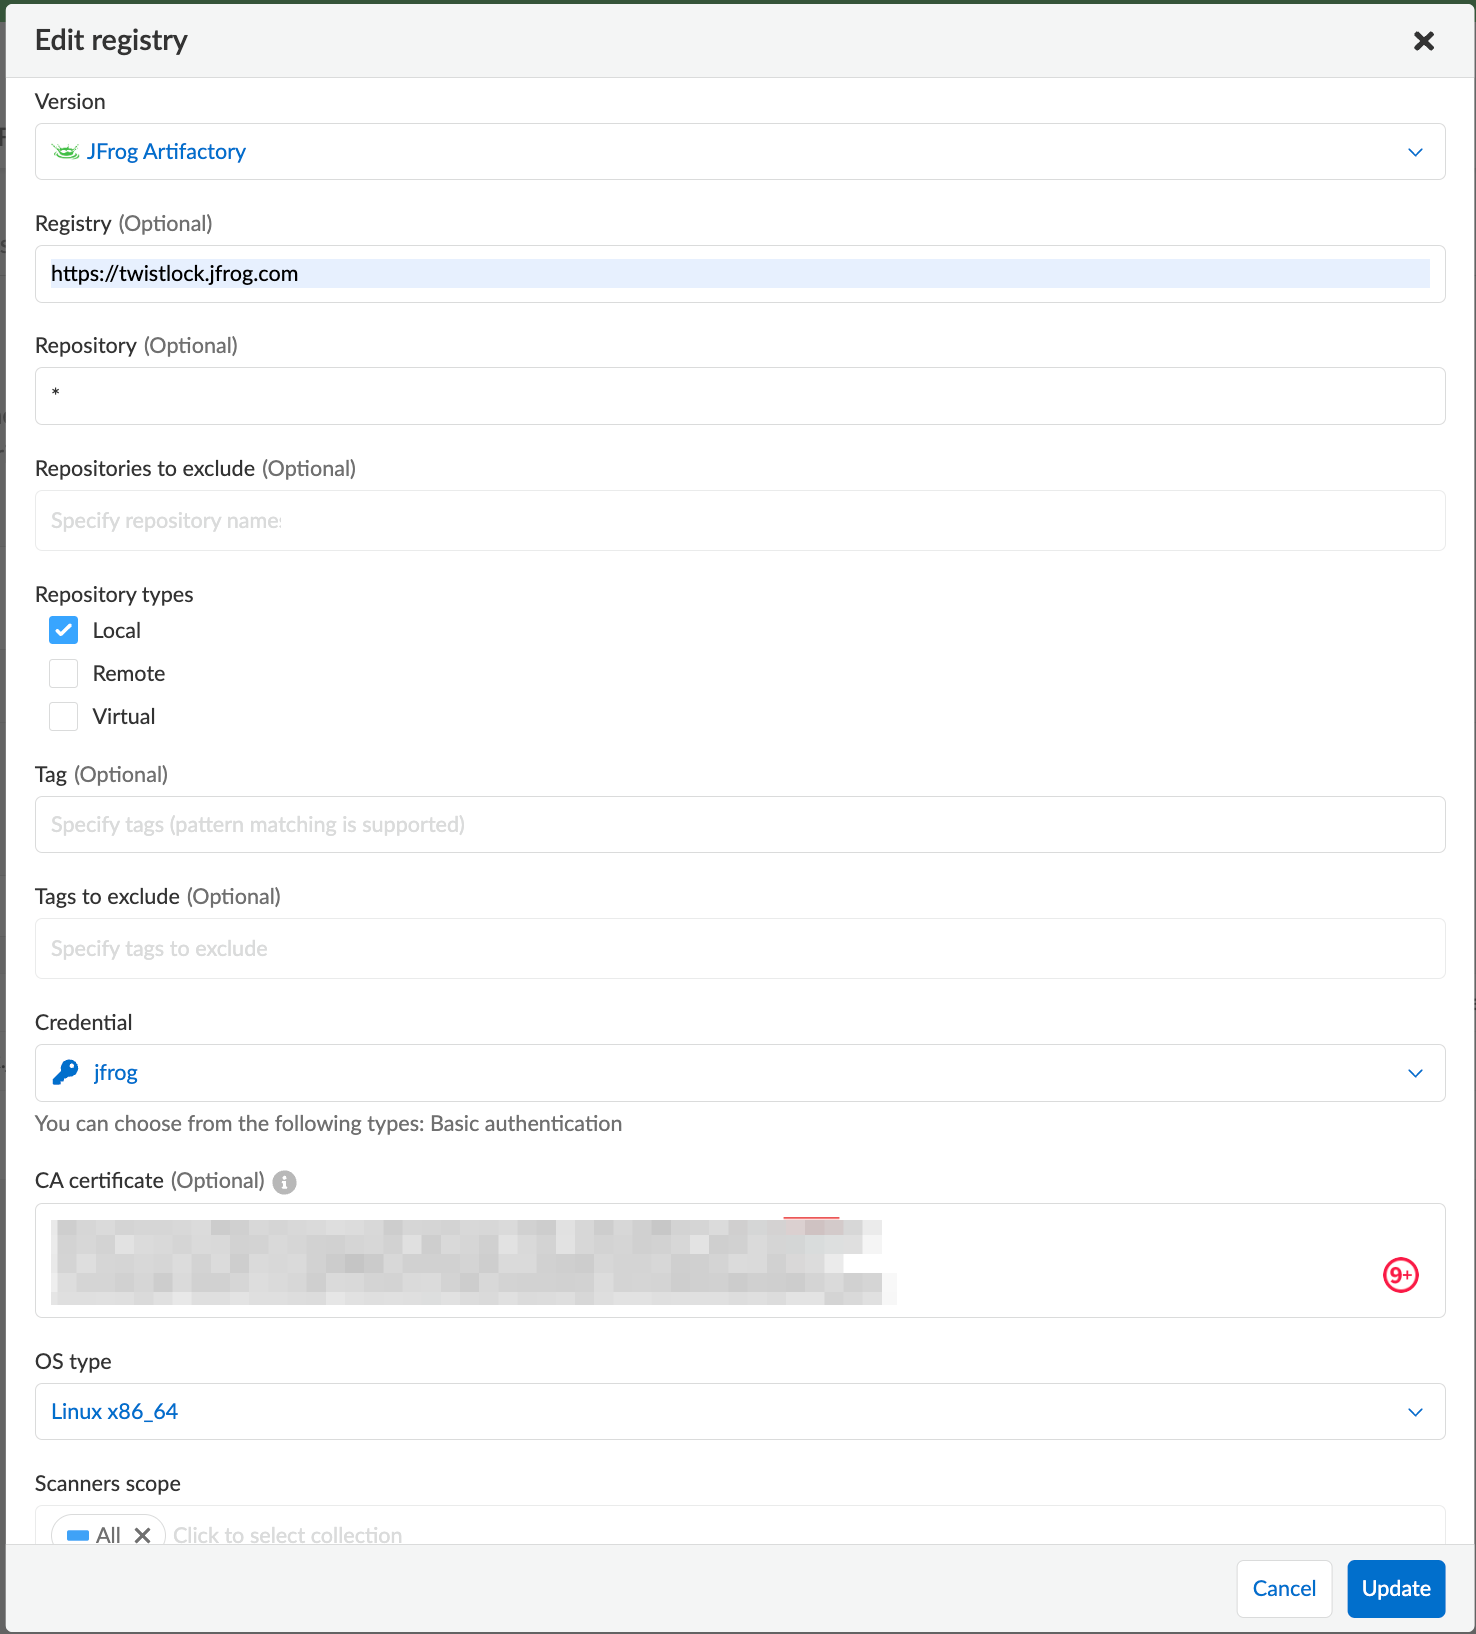 Edit registry
Version
JFrog Artifactory
Registry (Optional)
https://twistlock.jfrog.com
Repository (Optional)
*
Repositories to exclude (Optional)
Specify repository name
Repository types
Local
Remote
Virtual
Tag (Optional)
Specify tags (pattern matching is supported)
Tags to exclude (Optional)
Specify tags to exclude
Credential
jfrog
You can choose from the following types: Basic authentication
CA certificate (Optional)
9+
OS type
Linux x86_64
Scanners scope
All Click to select collection
Cancel Update